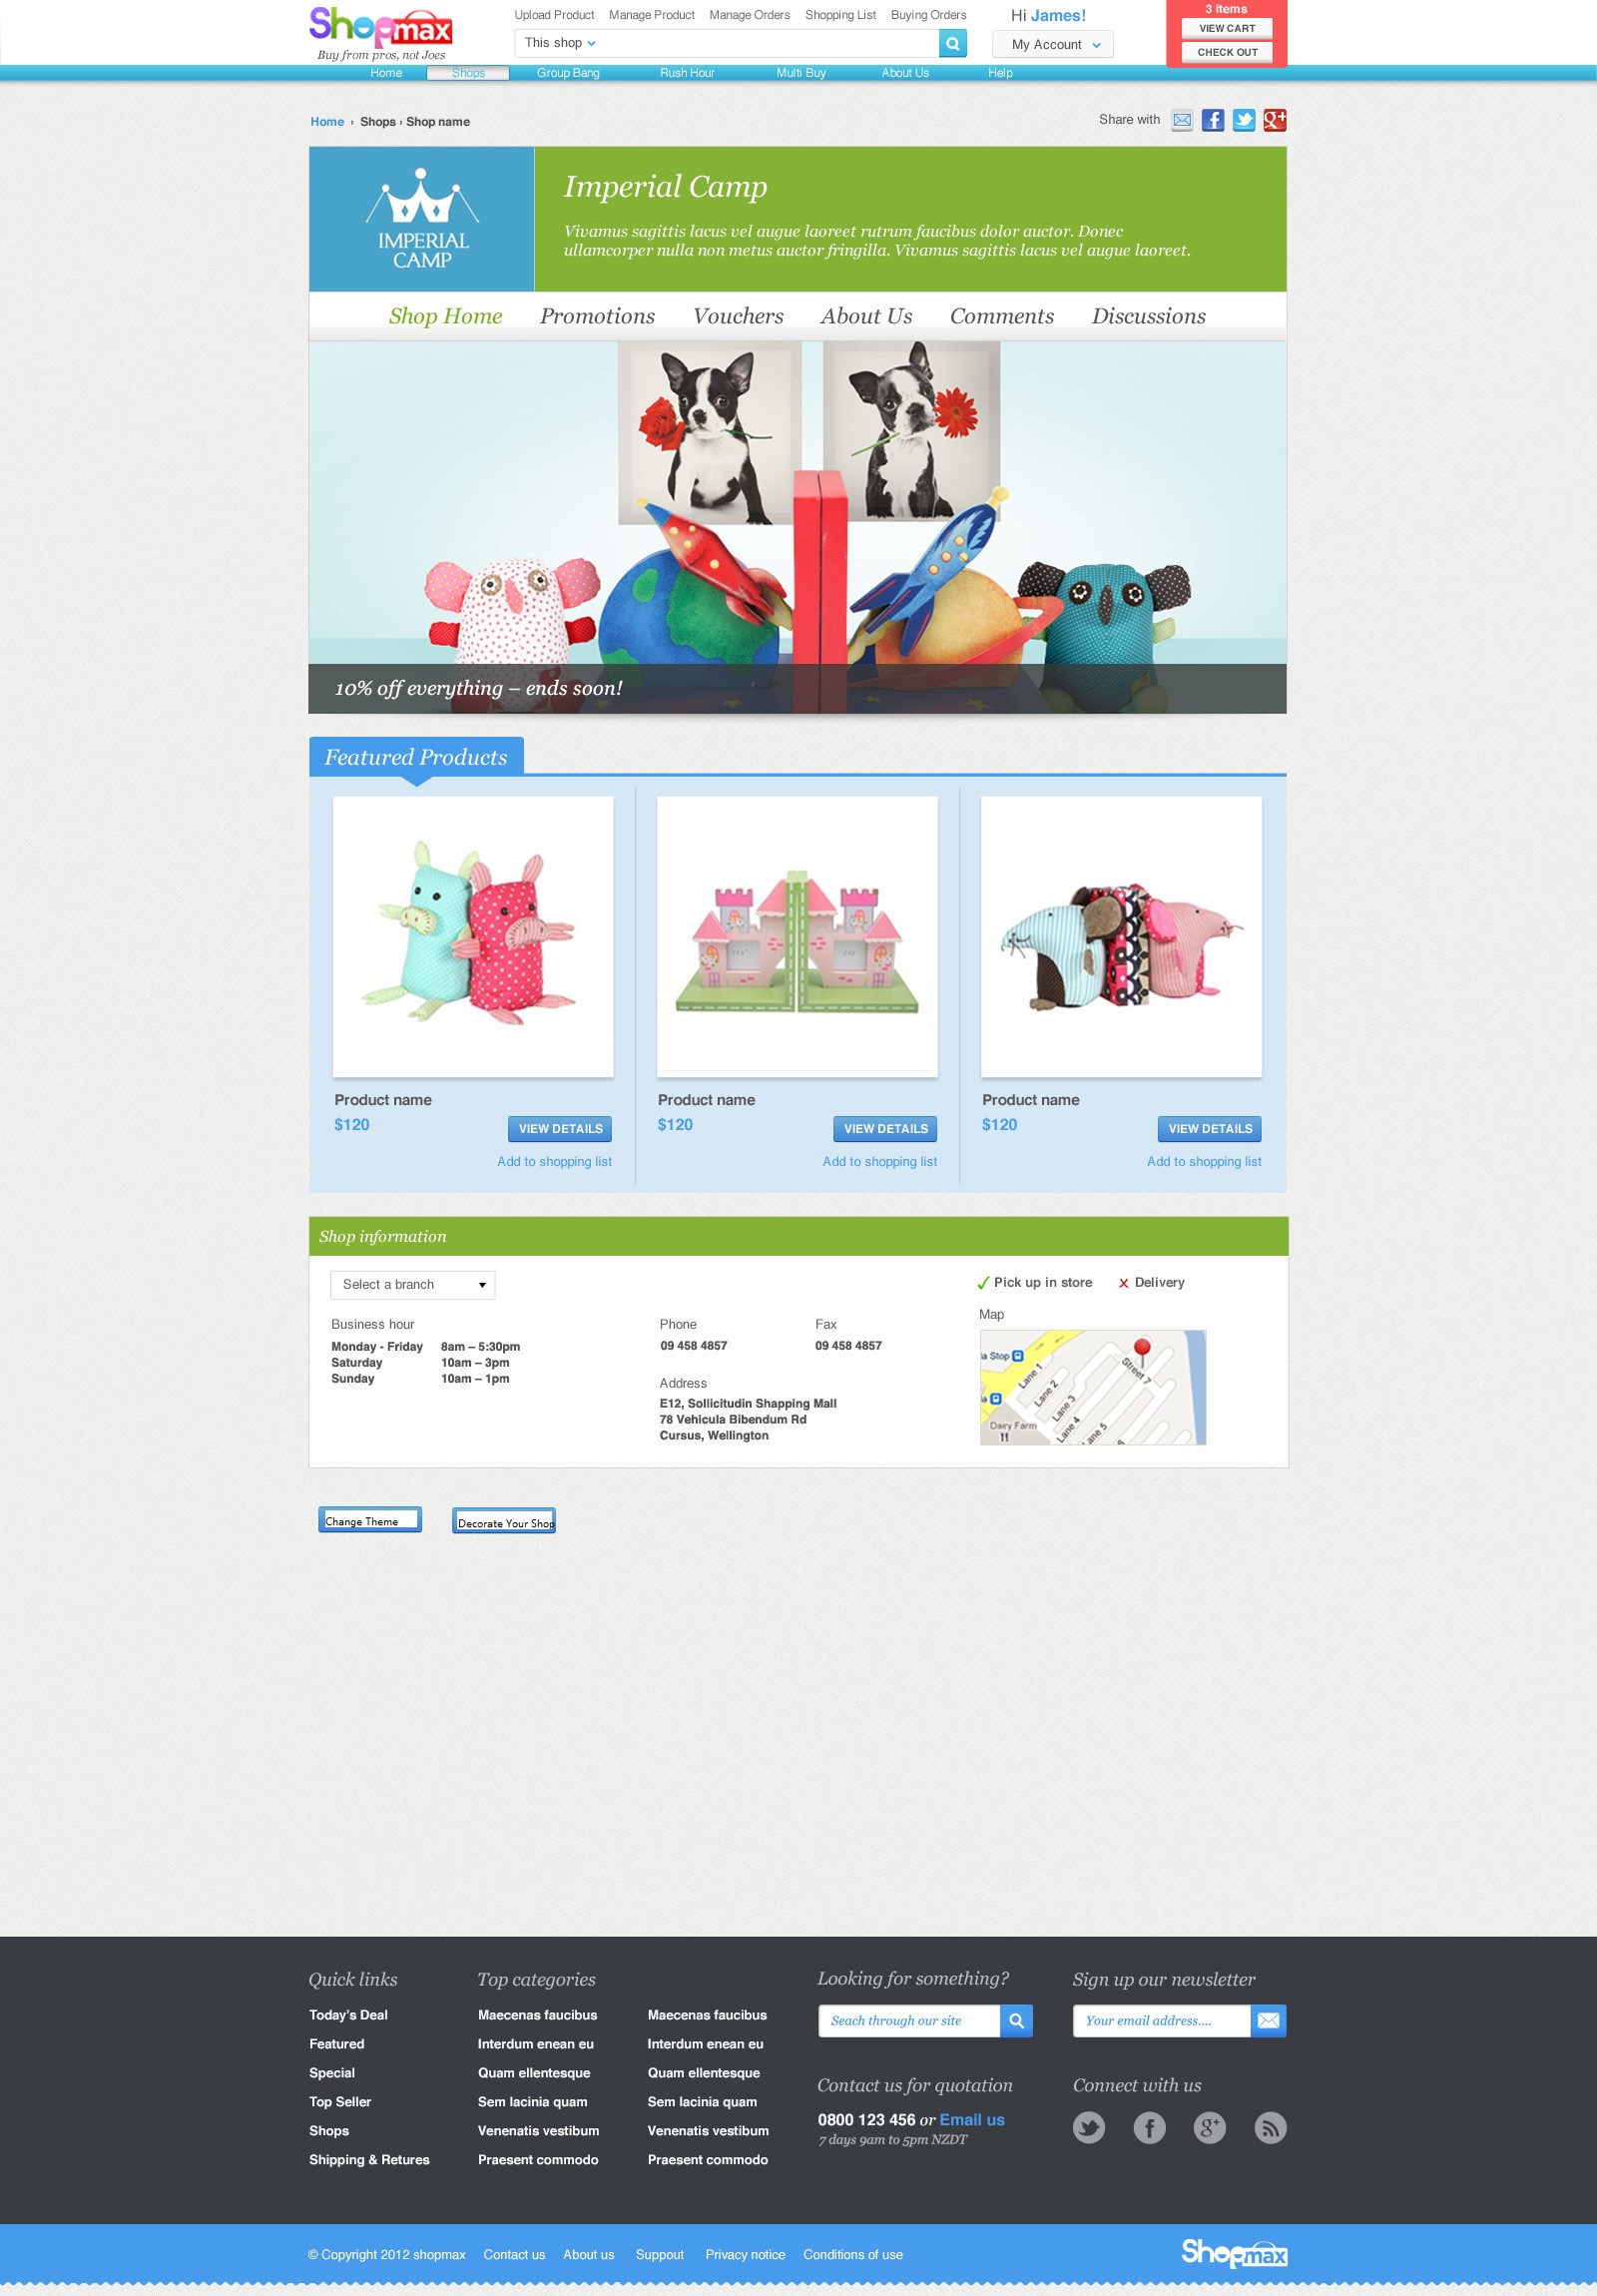 Shopmax
Buy from pros, not Joes
Upload Product Manage Product Manage Orders Shopping List Buying Orders
This shop
Hi James!
My Account
3 items
VIEW CART
CHECK OUT
Home Shops Group Bang Rush Hour Multi Buy About Us Help
Home › Shops › Shop name
Share with
IMPERIAL
CAMP
Imperial Camp
Vivamus sagittis lacus vel augue laoreet rutrum faucibus dolor auctor. Donec
ullamcorper nulla non metus auctor fringilla. Vivamus sagittis lacus vel augue laoreet.
Shop Home Promotions Vouchers About Us Comments Discussions
10% off everything – ends soon!
Featured Products
Product name
$120
VIEW DETAILS
Add to shopping list
Product name
$120
VIEW DETAILS
Add to shopping list
Product name
$120
VIEW DETAILS
Add to shopping list
Shop information
Select a branch
Pick up in store Delivery
Business hour
Monday - Friday 8am – 5:30pm
Saturday 10am – 3pm
Sunday 10am – 1pm
Phone
09 458 4857
Fax
09 458 4857
Address
E12, Sollicitudin Shapping Mall
78 Vehicula Bibendum Rd
Cursus, Wellington
Map
Stop
Lane 1
Lane 2
Lane 3
Lane 4
ane 5
Street 7
Dairy Farm
11
Change Theme
Decorate Your Shop
Quick links
Today's Deal
Featured
Special
Top Seller
Shops
Shipping & Retures
Top categories
Maecenas faucibus
Interdum enean eu
Quam ellentesque
Sem lacinia quam
Venenatis vestibum
Praesent commodo
Maecenas faucibus
Interdum enean eu
Quam ellentesque
Sem lacinia quam
Venenatis vestibum
Praesent commodo
Looking for something?
Seach through our site
Contact us for quotation
0800 123 456 or Email us
7 days 9am to 5pm NZDT
Sign up our newsletter
Your email address....
Connect with us
© Copyright 2012 shopmax Contact us About us Suppout Privacy notice Conditions of use
Shopmax